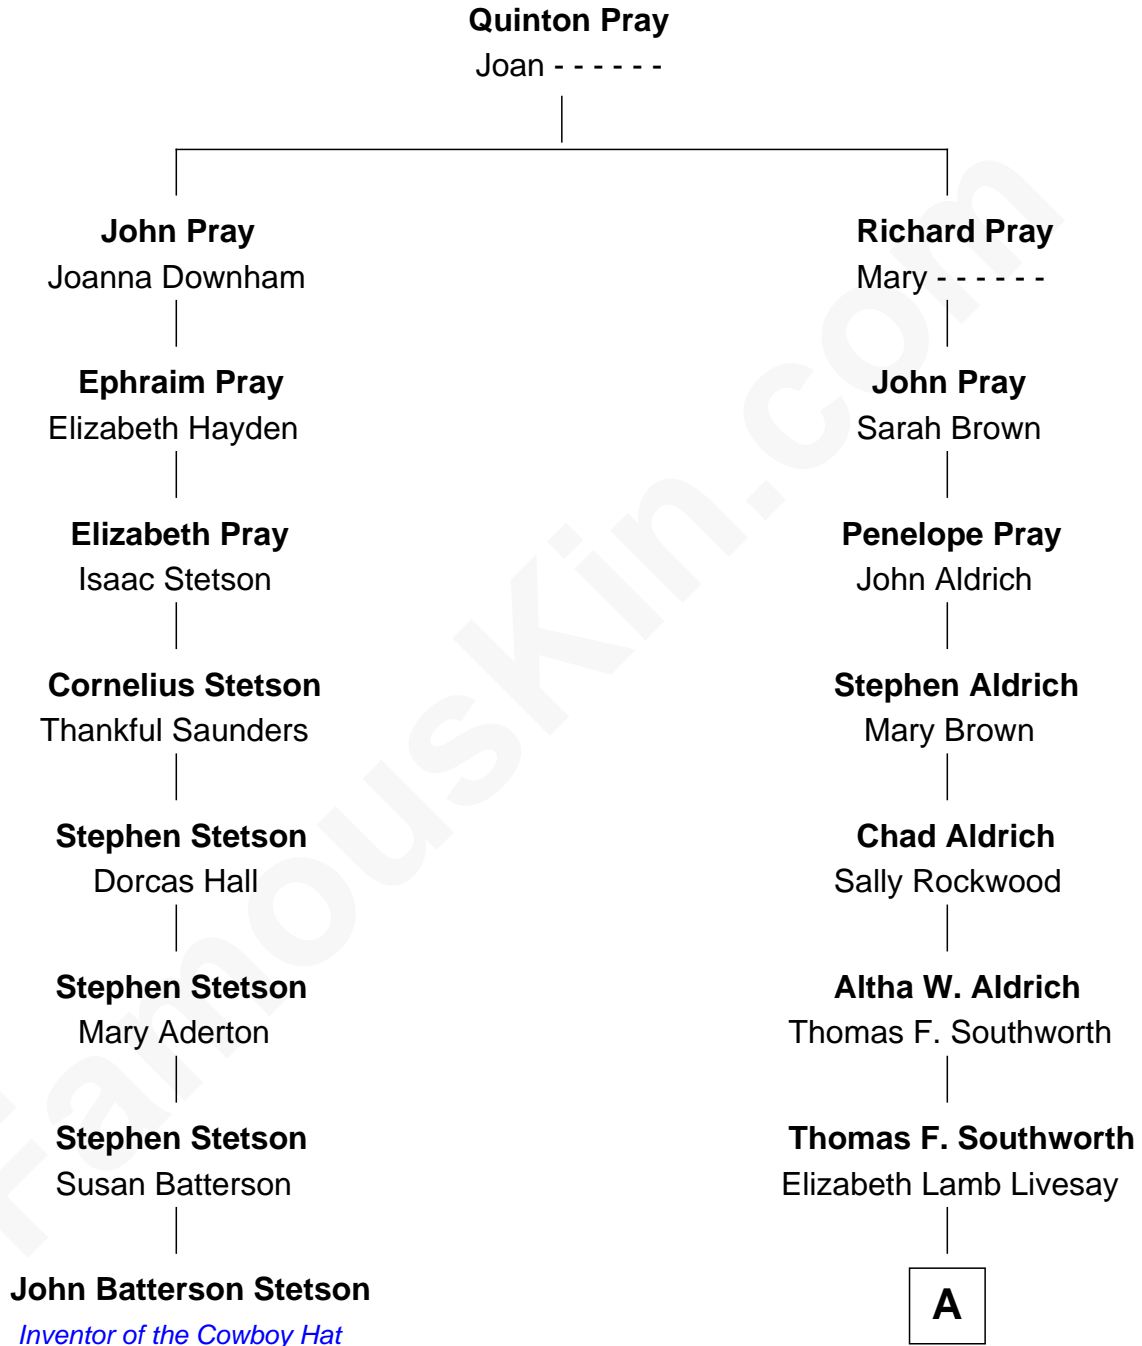 Quinton Pray
Joan - - - - - -
John Pray
Joanna Downham
Ephraim Pray
Elizabeth Hayden
Elizabeth Pray
Isaac Stetson
Cornelius Stetson
Thankful Saunders
Stephen Stetson
Dorcas Hall
Stephen Stetson
Mary Aderton
Stephen Stetson
Susan Batterson
John Batterson Stetson
Inventor of the Cowboy Hat
Richard Pray
Mary - - - - - -
John Pray
Sarah Brown
Penelope Pray
John Aldrich
Stephen Aldrich
Mary Brown
Chad Aldrich
Sally Rockwood
Altha W. Aldrich
Thomas F. Southworth
Thomas F. Southworth
Elizabeth Lamb Livesay
A
FamousKin.com